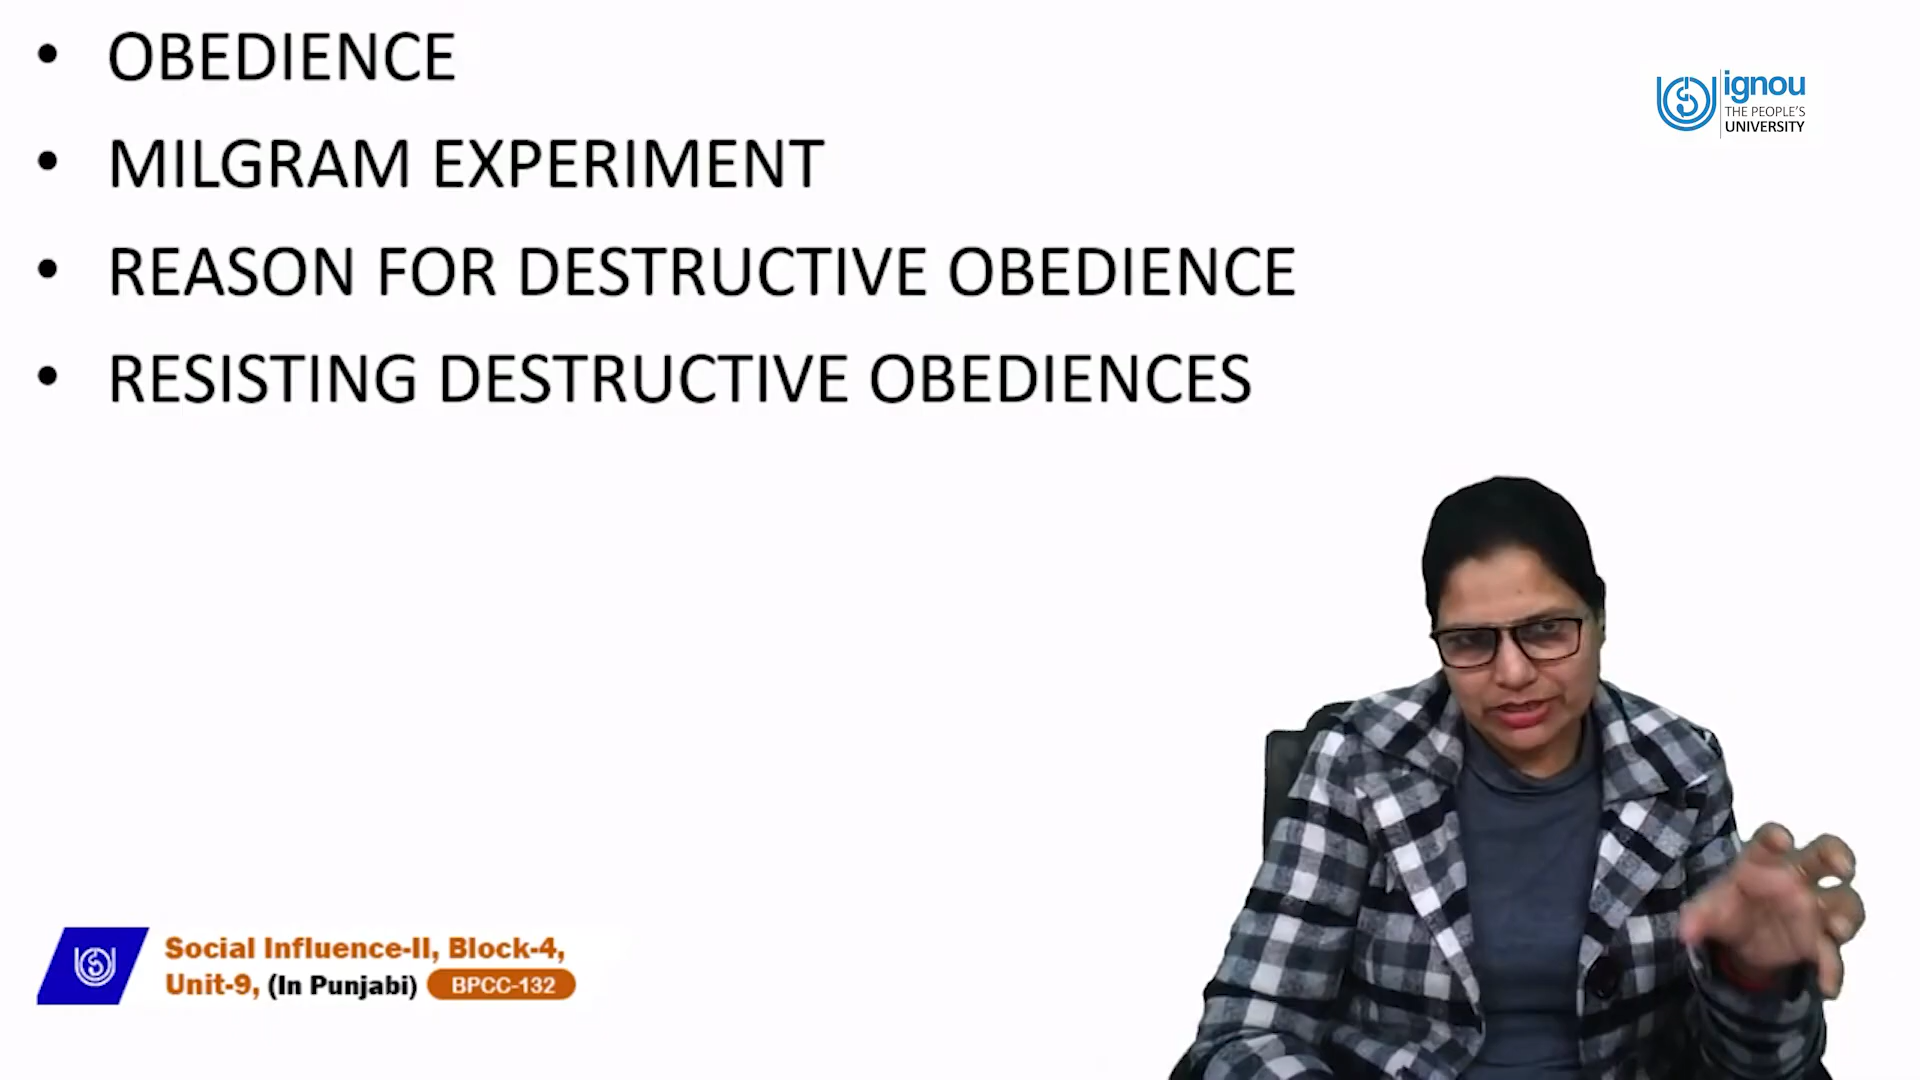 • OBEDIENCE
• MILGRAM EXPERIMENT
• REASON FOR DESTRUCTIVE OBEDIENCE
• RESISTING DESTRUCTIVE OBEDIENCES
ignou
THE PEOPLE'S
UNIVERSITY
Social Influence-II, Block-4,
Unit-9, (In Punjabi) BPCC-132